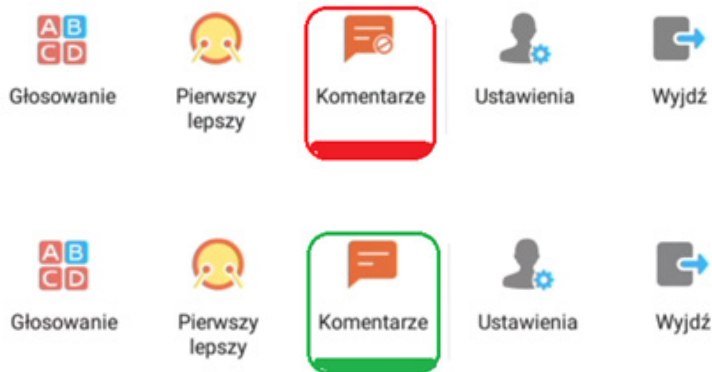 A B
C D
Głosowanie Pierwszy lepszy Komentarze Ustawienia Wyjdź
A B
C D
Głosowanie Pierwszy lepszy Komentarze Ustawienia Wyjdź